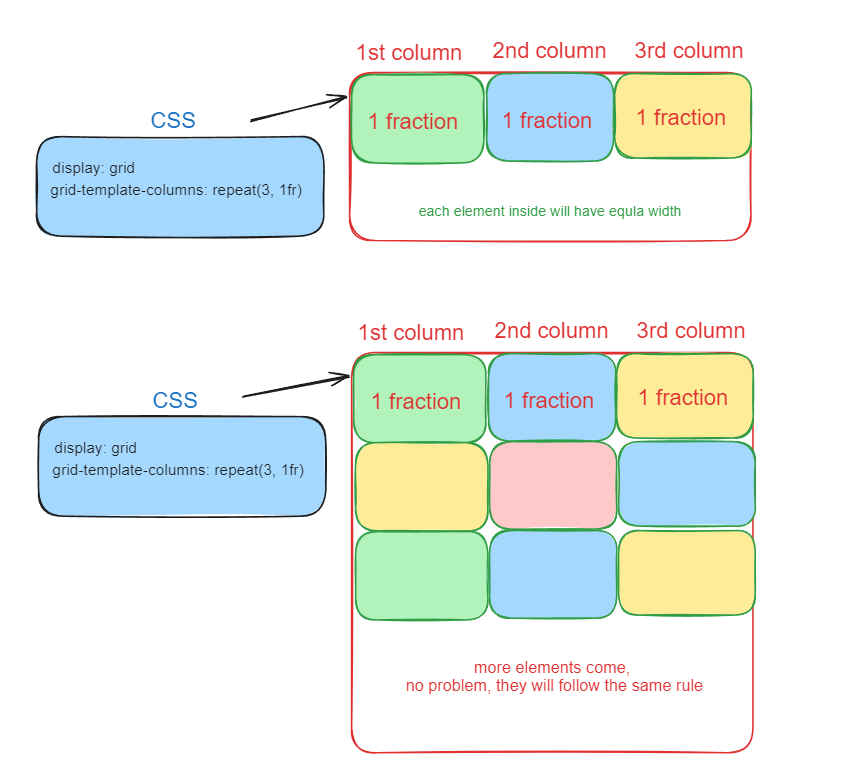 1st column
2nd column
3rd column
CSS
display: grid
grid-template-columns: repeat(3, 1fr)
1 fraction
1 fraction
1 fraction
each element inside will have equla width
1st column
2nd column
3rd column
CSS
display: grid
grid-template-columns: repeat(3, 1fr)
1 fraction
1 fraction
1 fraction
more elements come,
no problem, they will follow the same rule